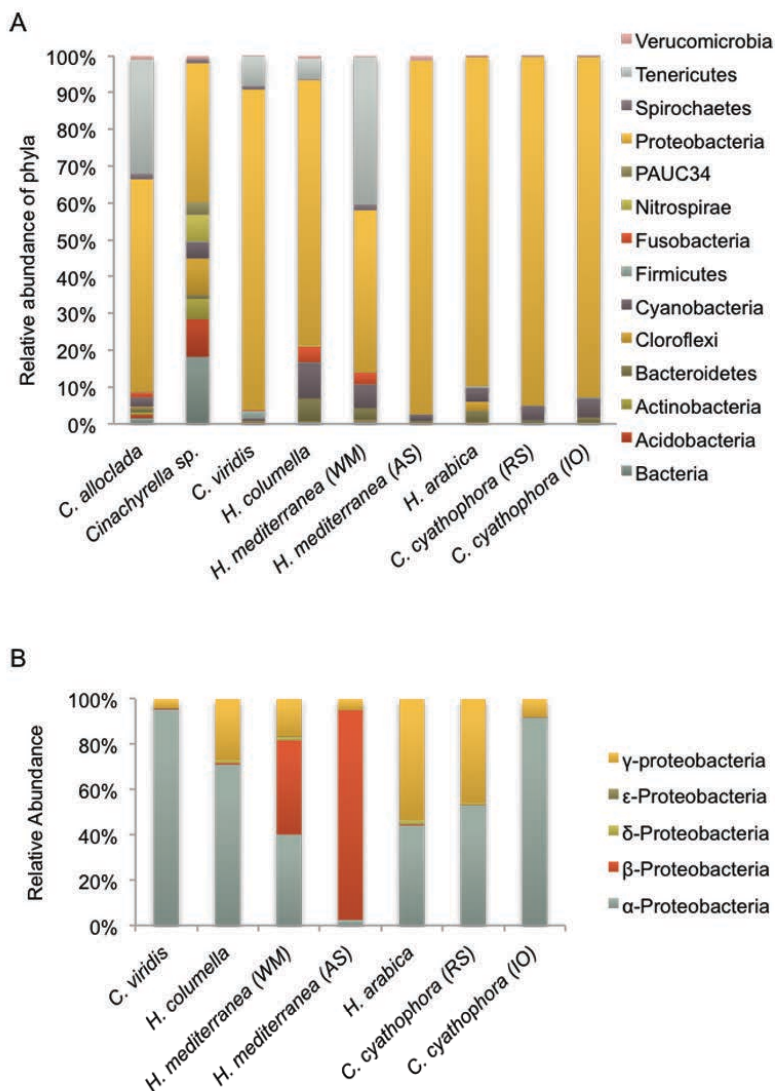 A
Relative abundance of phyla
100%
90%
80%
70%
60%
50%
40%
30%
20%
10%
0%
C. alloclada
Cinachyrella sp.
C. viridis
H. columella
H. mediterranea (WM)
H. mediterranea (AS)
H. arabica
C. cyathophora (RS)
C. cyathophora (IO)
Verucomicrobia
Tenericutes
Spirochaetes
Proteobacteria
PAUC34
Nitrospirae
Fusobacteria
Firmicutes
Cyanobacteria
Cloroflexi
Bacteroidetes
Actinobacteria
Acidobacteria
Bacteria
B
Relative Abundance
100%
80%
60%
40%
20%
0%
C. viridis
H. columella
H. mediterranea (WM)
H. mediterranea (AS)
H. arabica
C. cyathophora (RS)
C. cyathophora (IO)
γ-proteobacteria
ε-Proteobacteria
δ-Proteobacteria
β-Proteobacteria
α-Proteobacteria